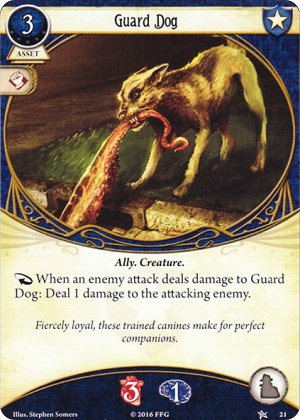 Guard Dog
3
ASSET
Ally. Creature.
When an enemy attack deals damage to Guard
Dog: Deal 1 damage to the attacking enemy.
Fiercely loyal, these trained canines make for perfect
companions.
3
1
Illus. Stephen Somers
© 2016 FFG
21